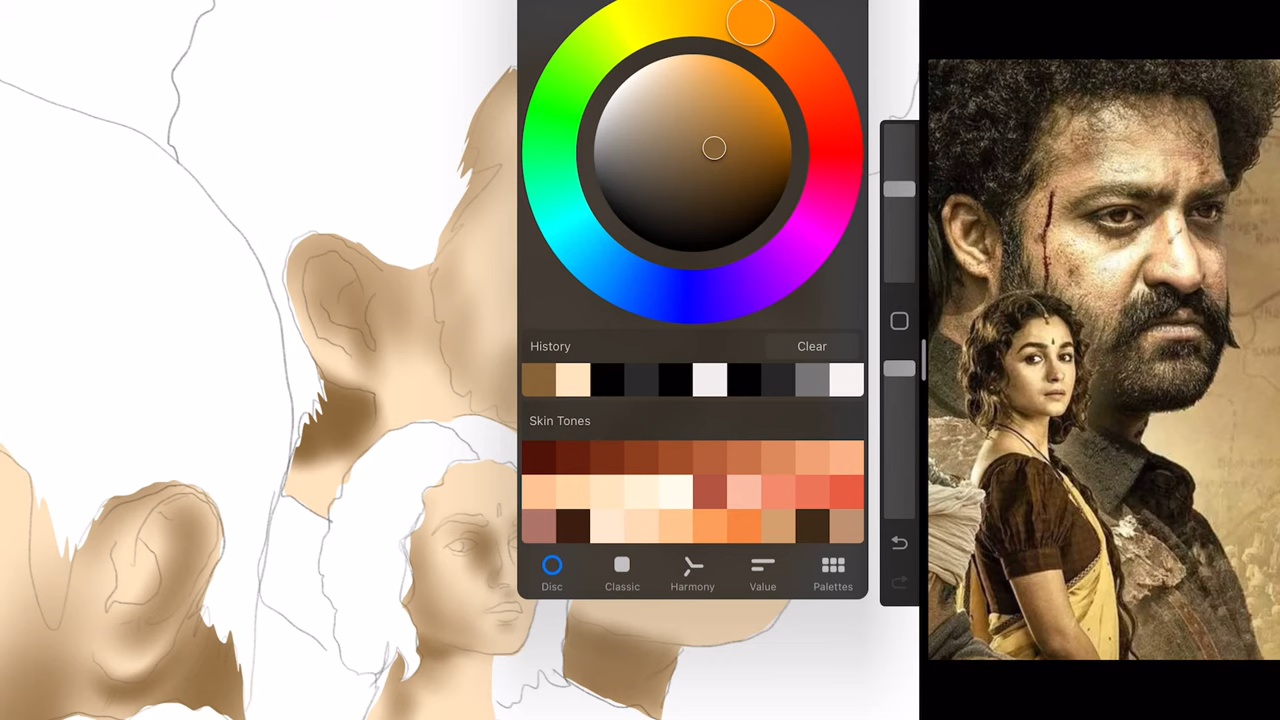 History
Clear
Skin Tones
Disc
Classic
Harmony
Value
Palettes